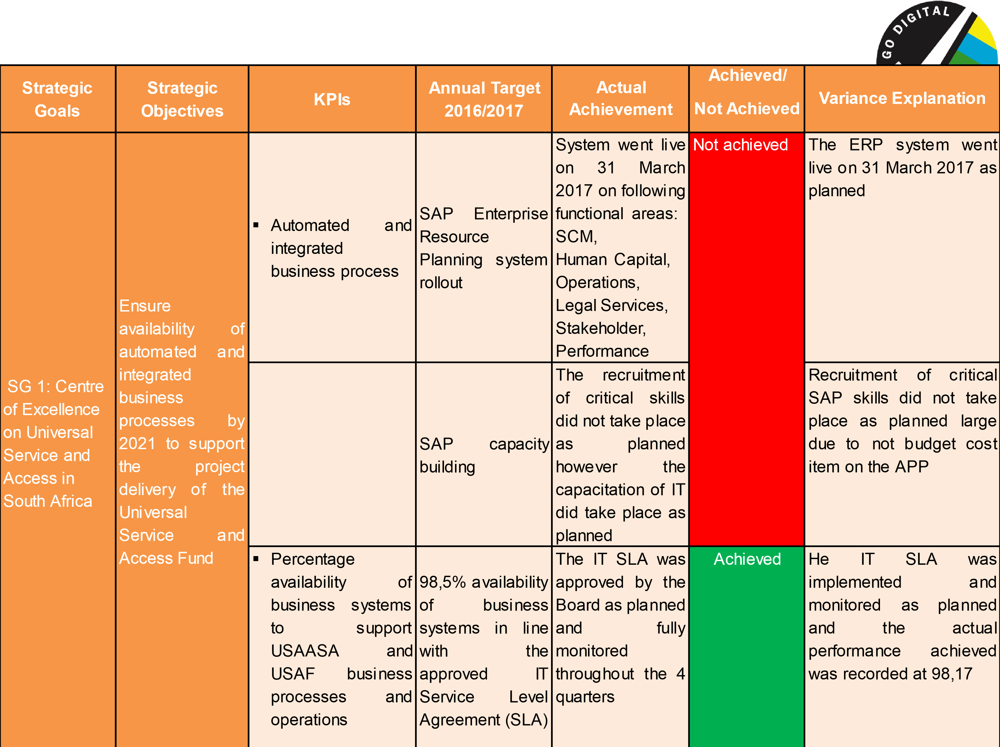 GO DIGITAL
Strategic
Goals
Strategic
Objectives
KPIs
Annual Target
2016/2017
Actual
Achievement
Achieved/
Not Achieved
Variance Explanation
SG 1: Centre
of Excellence
on Universal
Service and
Access in
South Africa
Ensure
availability of
automated and
integrated
business
processes by
2021 to support
the project
delivery of the
Universal
Service and
Access Fund
▪ Automated and
integrated
business process
SAP Enterprise
Resource
Planning system
rollout
System went live
on 31 March
2017 on following
functional areas:
SCM,
Human Capital,
Operations,
Legal Services,
Stakeholder,
Performance
Not achieved
The ERP system went
live on 31 March 2017 as
planned
SAP capacity
building
The recruitment
of critical skills
did not take place
as planned
however the
capacitation of IT
did take place as
planned
Recruitment of critical
SAP skills did not take
place as planned large
due to not budget cost
item on the APP
▪ Percentage
availability of
business systems
to support
USAASA and
USAF business
processes and
operations
98,5% availability
of business
systems in line
with the
approved IT
Service Level
Agreement (SLA)
The IT SLA was
approved by the
Board as planned
and fully
monitored
throughout the 4
quarters
Achieved
He IT SLA was
implemented and
monitored as planned
and the actual
performance achieved
was recorded at 98,17